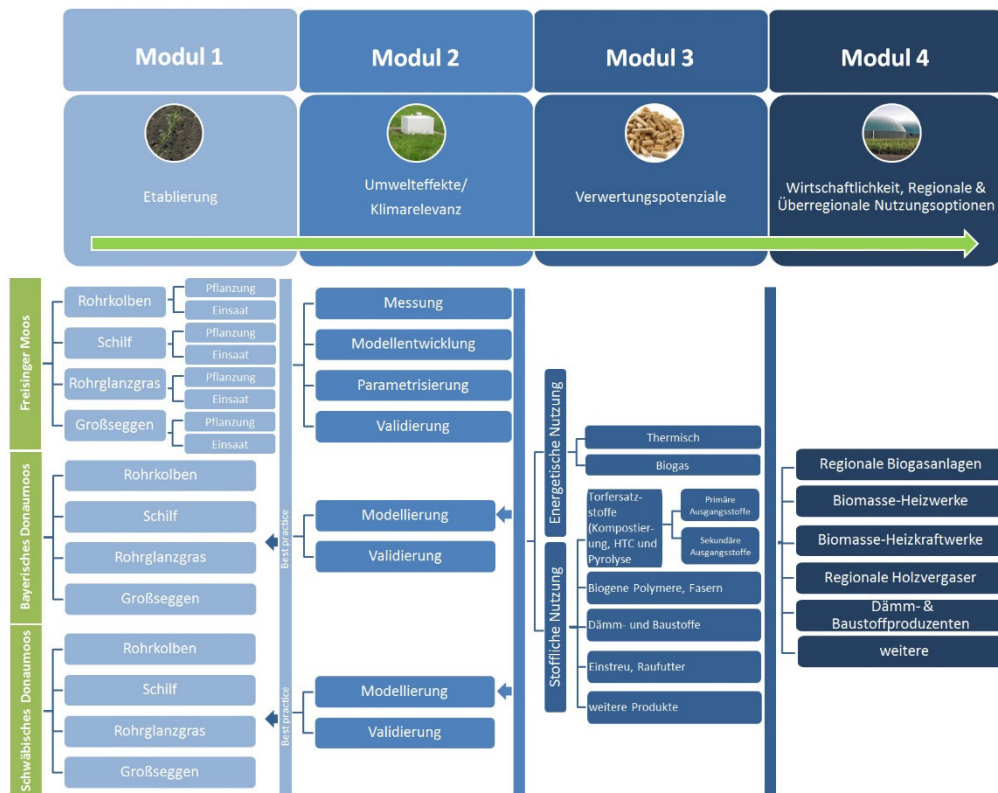 Modul 1
Modul 2
Modul 3
Modul 4
Etablierung
Umwelteffekte/
Klimarelevanz
Verwertungspotenziale
Wirtschaftlichkeit, Regionale &
Überregionale Nutzungsoptionen
Freisinger Moos
Rohrkolben
Pflanzung
Einsaat
Schilf
Pflanzung
Einsaat
Rohrglanzgras
Pflanzung
Einsaat
Großseggen
Pflanzung
Einsaat
Bayerisches Donaumoos
Rohrkolben
Schilf
Rohrglanzgras
Großseggen
Schwäbisches Donaumoos
Rohrkolben
Schilf
Rohrglanzgras
Großseggen
Best practice
Best practice
Messung
Modellentwicklung
Parametrisierung
Validierung
Modellierung
Validierung
Modellierung
Validierung
Energetische Nutzung
Thermisch
Biogas
Stoffliche Nutzung
Torfersatz-
stoffe
(Kompostier-
ung, HTC und
Pyrolyse
Primäre
Ausgangsstoffe
Sekundäre
Ausgangsstoffe
Biogene Polymere, Fasern
Dämm- und Baustoffe
Einstreu, Raufutter
weitere Produkte
Regionale Biogasanlagen
Biomasse-Heizwerke
Biomasse-Heizkraftwerke
Regionale Holzvergaser
Dämm- &
Baustoffproduzenten
weitere